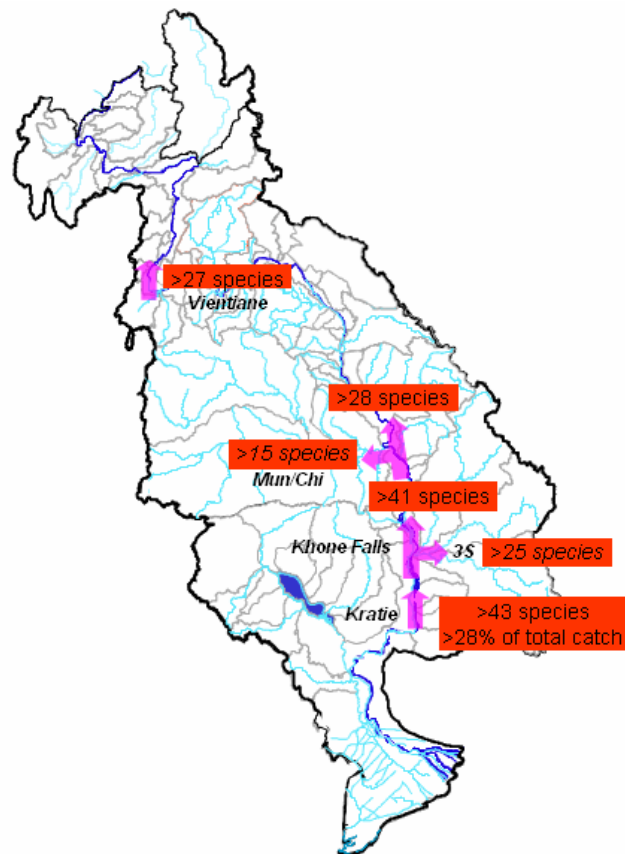 >27 species
Vientiane
>28 species
>15 species
Mun/Chi
>41 species
Khone Falls
3S
>25 species
Kratie
>43 species
>28% of total catch